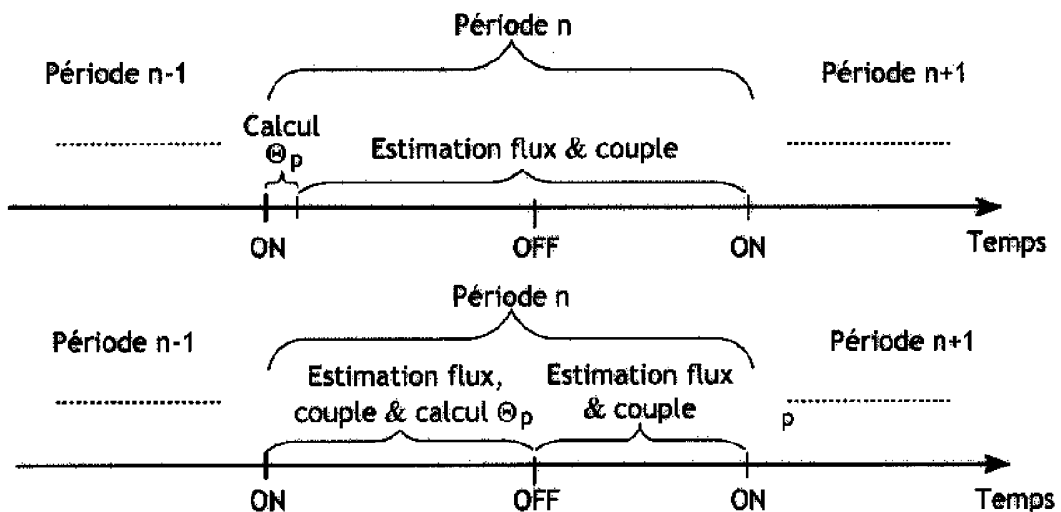 Période n
Période n-1
Période n+1
Calcul
Θp
Estimation flux & couple
ON
OFF
ON
Temps
Période n
Période n-1
Période n+1
Estimation flux,
couple & calcul Θp
Estimation flux
& couple
p
ON
OFF
ON
Temps